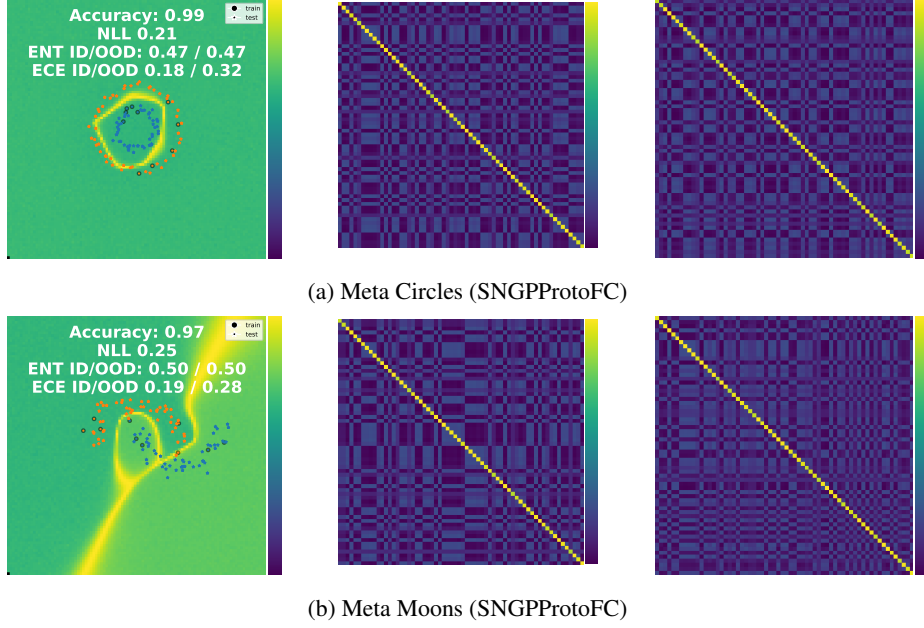 Accuracy: 0.99
NLL 0.21
ENT ID/OOD: 0.47 / 0.47
ECE ID/OOD 0.18 / 0.32
train
test
(a) Meta Circles (SNGPProtoFC)
Accuracy: 0.97
NLL 0.25
ENT ID/OOD: 0.50 / 0.50
ECE ID/OOD 0.19 / 0.28
train
test
(b) Meta Moons (SNGPProtoFC)